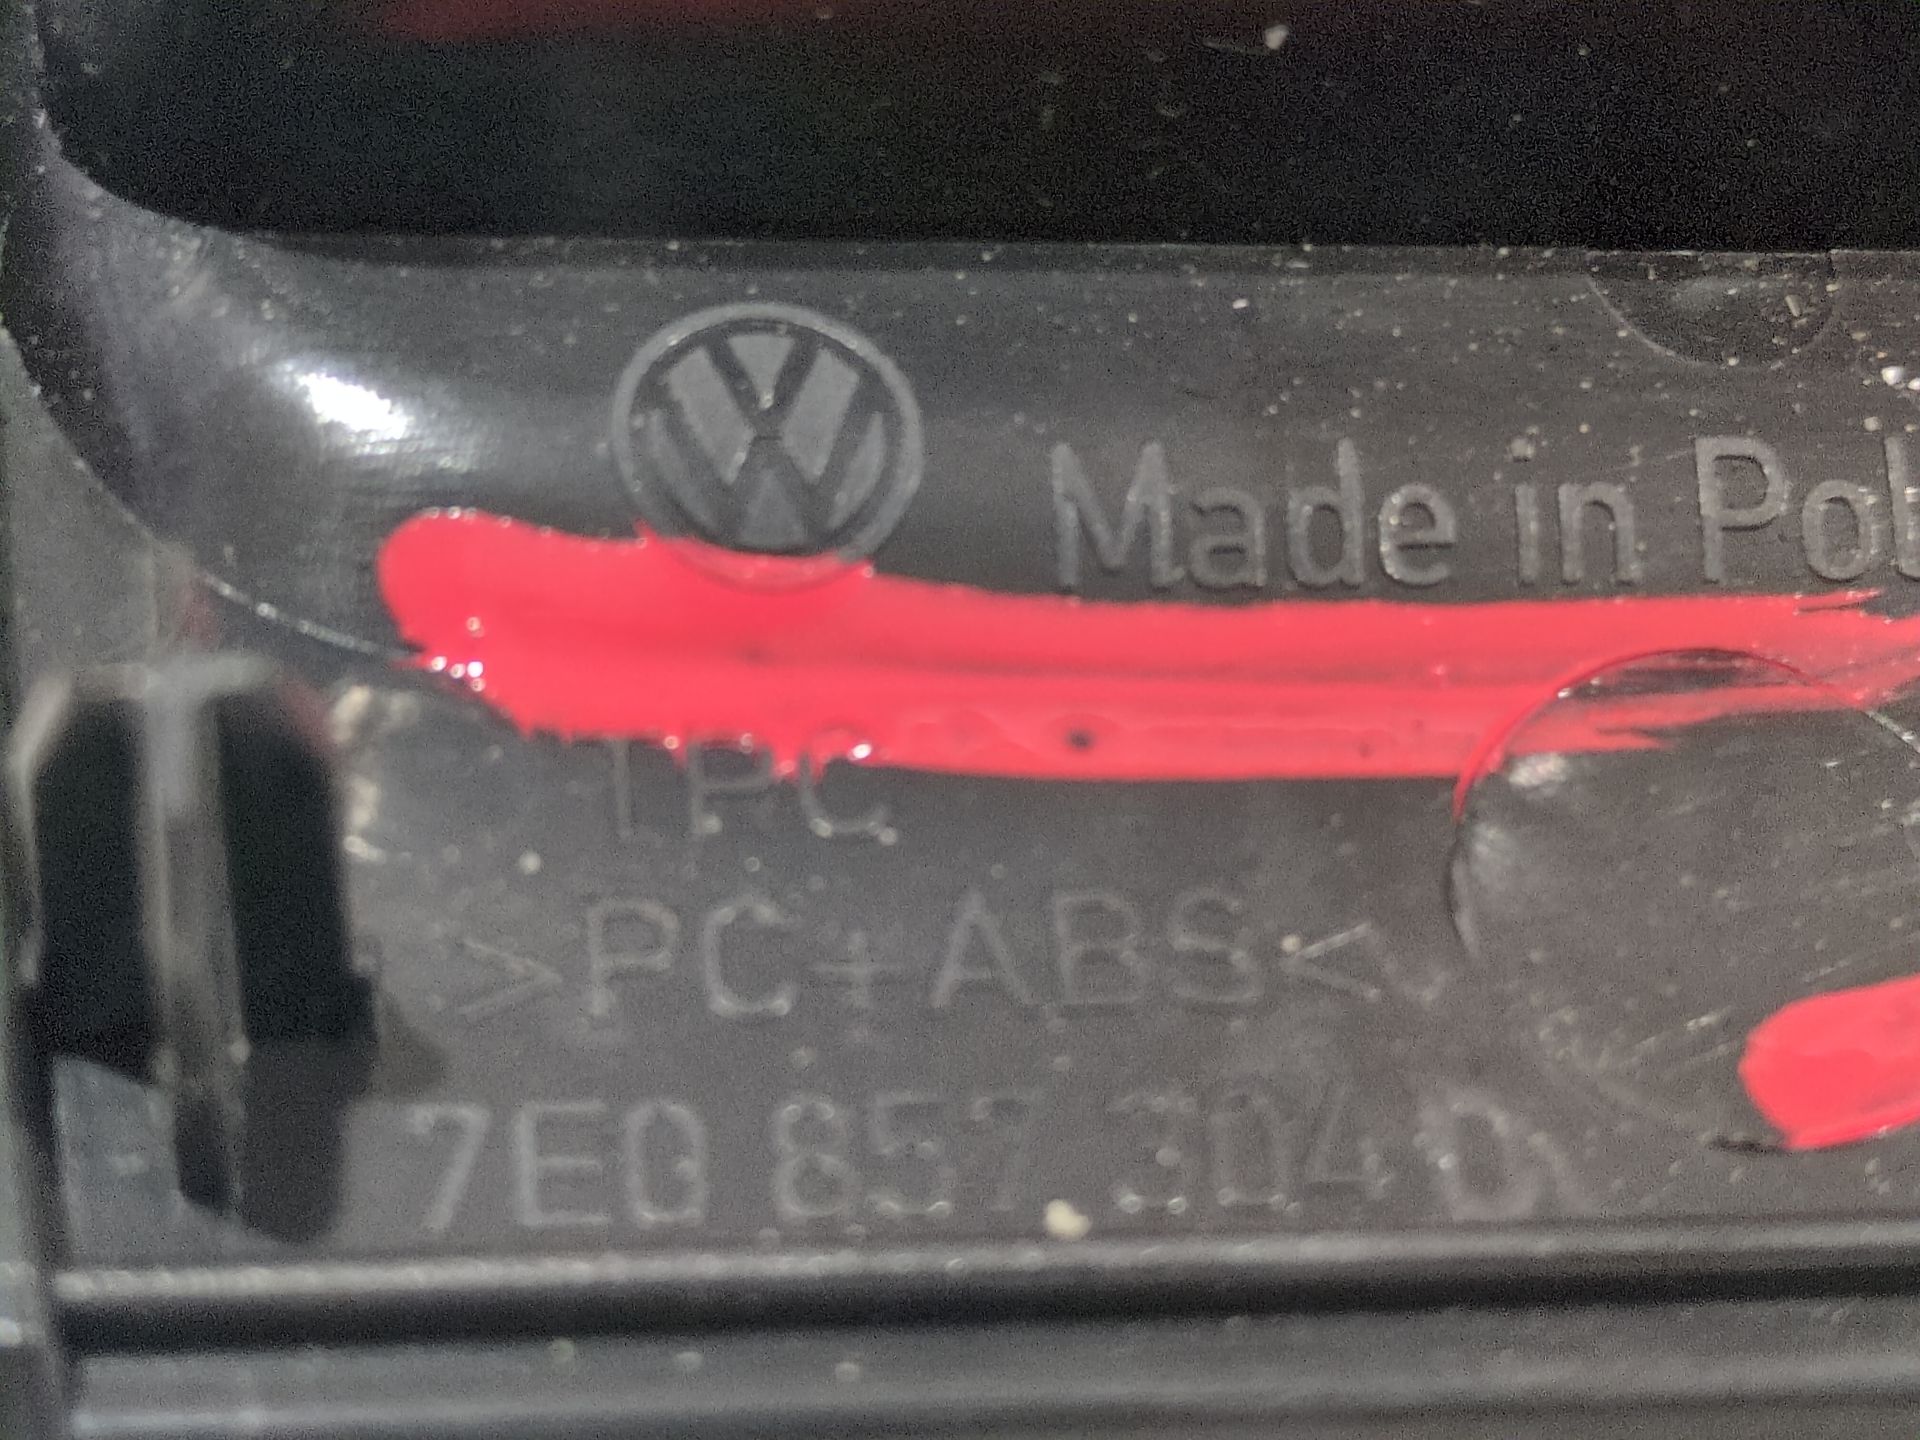 Made in Pol
TPC
>PC+ABS<
7E0 857 304 D